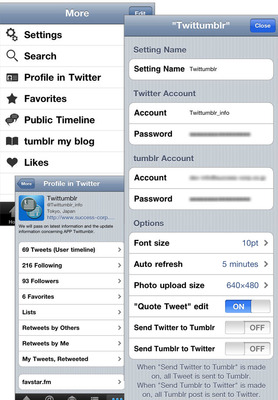 More
Edit
Settings
Search
Profile in Twitter
Favorites
Public Timeline
tumblr my blog
Likes
More
Profile in Twitter
Twittumblr
@Twittumblr_info
Tokyo, Japan
http://www.success-corp....
We will pass on latest information and the update
information concerning APP Twittumblr.
69 Tweets (User timeline)
216 Following
93 Followers
6 Favorites
Lists
Retweets by Others
Retweets by Me
My Tweets, Retweeted
favstar.fm
"Twittumblr"
Close
Setting Name
Setting Name Twittumblr
Twitter Account
Account Twittumblr_info
Password
tumblr Account
Account
Password
Options
Font size 10pt
Auto refresh 5 minutes
Photo upload size 640×480
"Quote Tweet" edit ON
Send Twitter to Tumblr OFF
Send Tumblr to Twitter OFF
When "Send Twitter to Tumblr" is made
on, all Tweet is sent to Tumblr.
When "Send Tumblr to Twitter" is made
on, all Tumblr post is sent to Twitter.